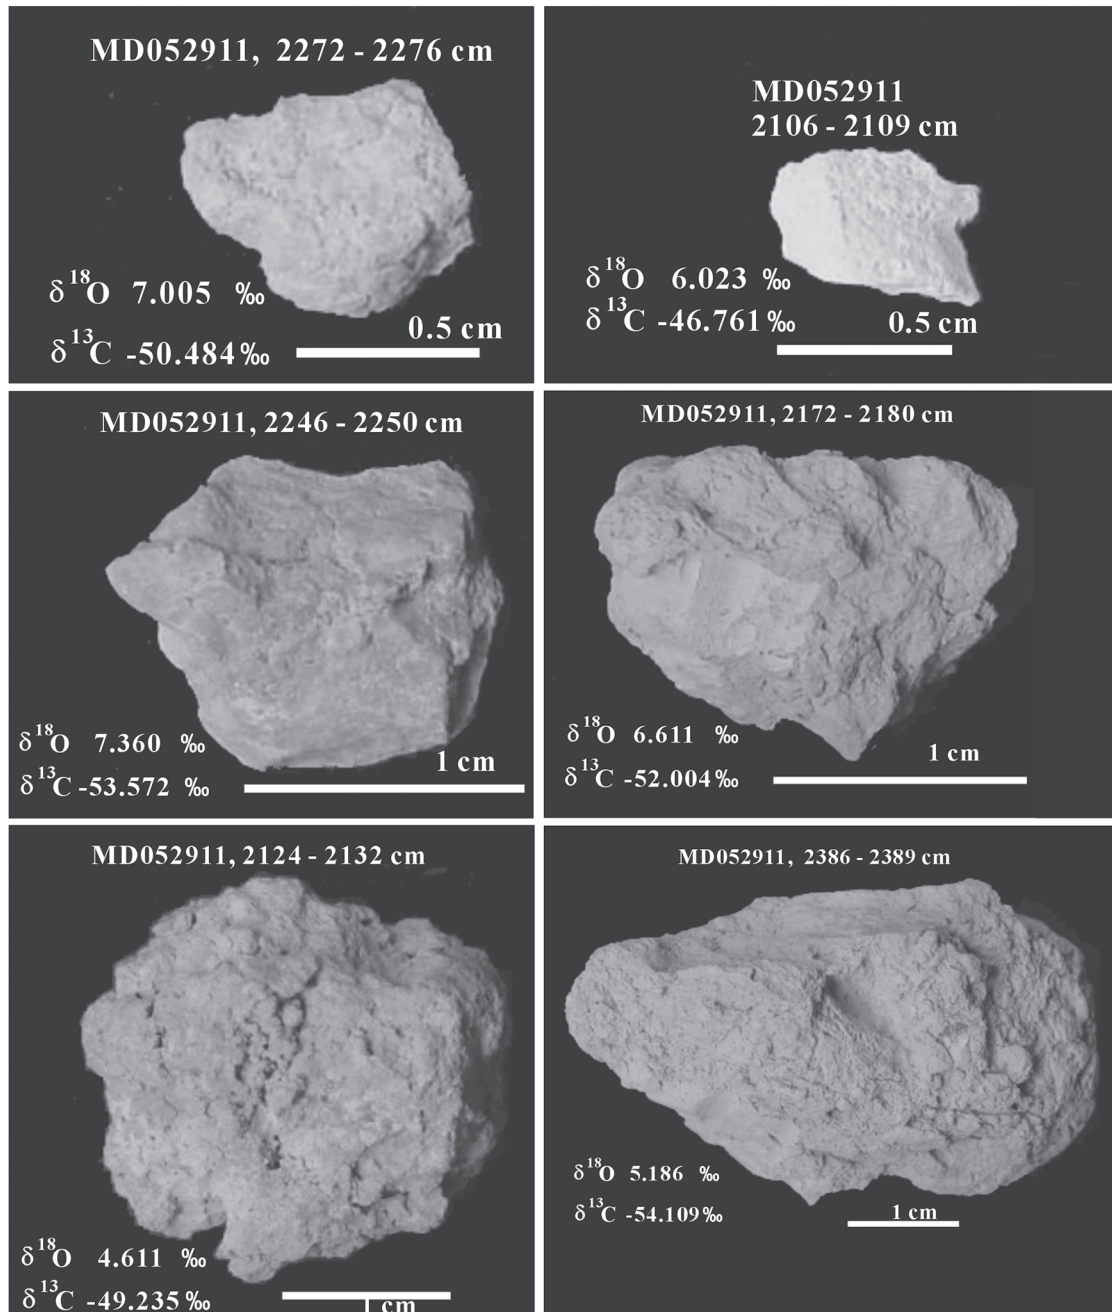 MD052911, 2272 - 2276 cm
δ¹⁸O 7.005 ‰
δ¹³C -50.484‰
0.5 cm
MD052911
2106 - 2109 cm
δ¹⁸O 6.023 ‰
δ¹³C -46.761‰
0.5 cm
MD052911, 2246 - 2250 cm
δ¹⁸O 7.360 ‰
δ¹³C -53.572 ‰
1 cm
MD052911, 2172 - 2180 cm
δ¹⁸O 6.611 ‰
δ¹³C -52.004‰
1 cm
MD052911, 2124 - 2132 cm
δ¹⁸O 4.611 ‰
δ¹³C -49.235‰
1 cm
MD052911, 2386 - 2389 cm
δ¹⁸O 5.186 ‰
δ¹³C -54.109‰
1 cm